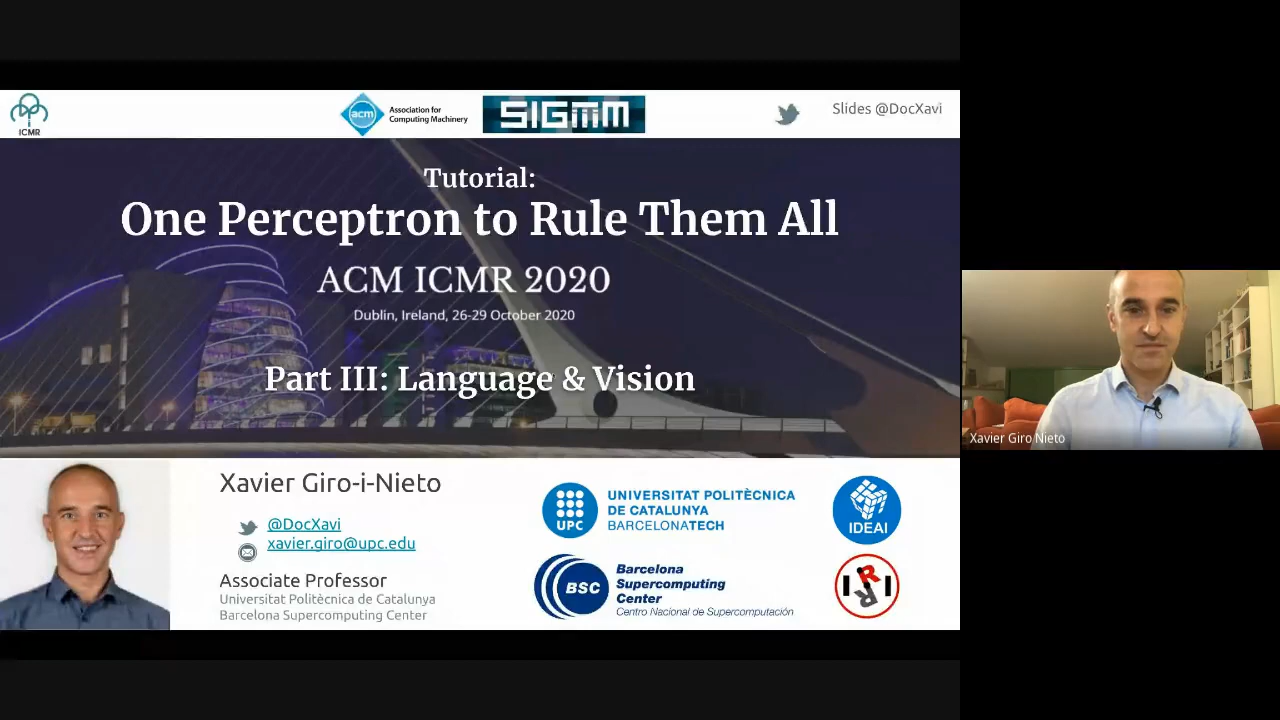 ICMR
acm
Association for
Computing Machinery
SIGMM
Slides @DocXavi
Tutorial:
One Perceptron to Rule Them All
ACM ICMR 2020
Dublin, Ireland, 26-29 October 2020
Part III: Language & Vision
Xavier Giro Nieto
Xavier Giro-i-Nieto
@DocXavi
xavier.giro@upc.edu
Associate Professor
Universitat Politècnica de Catalunya
Barcelona Supercomputing Center
UPC
UNIVERSITAT POLITÈCNICA
DE CATALUNYA
BARCELONATECH
IDEAI
BSC
Barcelona
Supercomputing
Center
Centro Nacional de Supercomputación
IRI